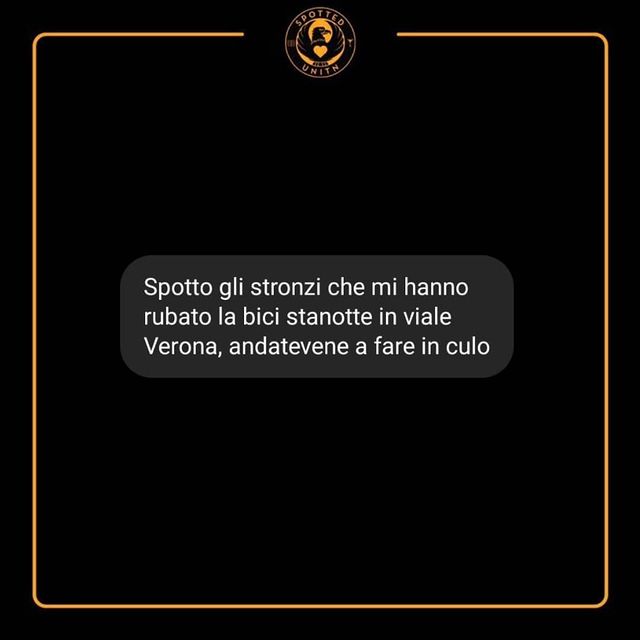 SPOTTED
UNITN
Spotto gli stronzi che mi hanno
rubato la bici stanotte in viale
Verona, andatevene a fare in culo